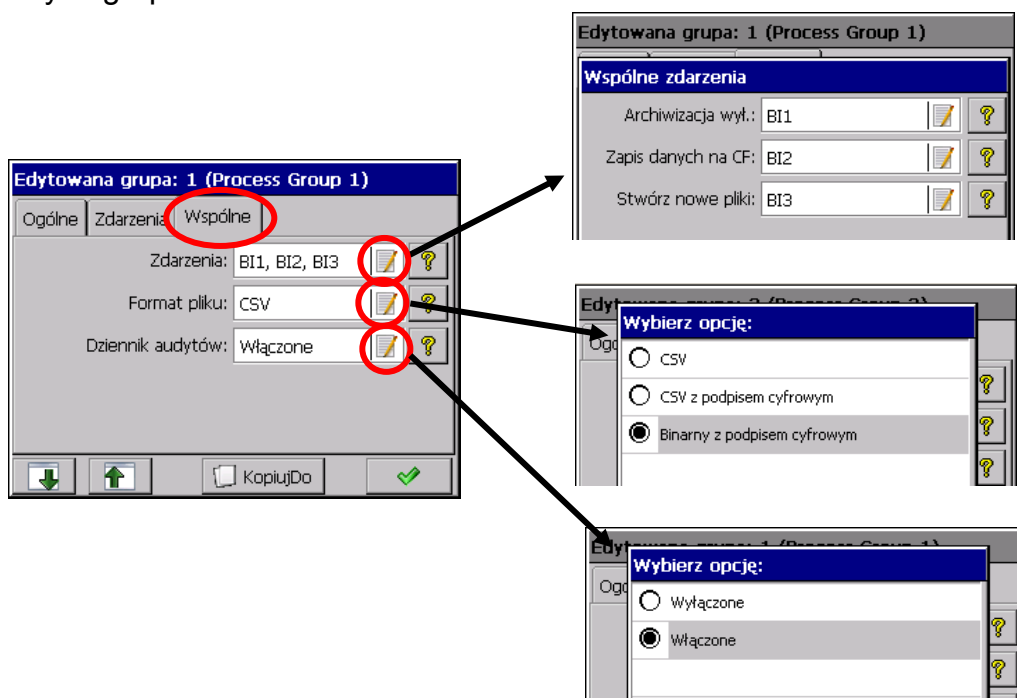 Edytowana grupa: 1 (Process Group 1)
Ogólne Zdarzenia Wspólne
Zdarzenia: BI1, BI2, BI3 ?
Format pliku: CSV ?
Dziennik audytów: Włączone ?
KopiujDo
Edytowana grupa: 1 (Process Group 1)
Wspólne zdarzenia
Archiwizacja wył.: BI1 ?
Zapis danych na CF: BI2 ?
Stwórz nowe pliki: BI3 ?
Wybierz opcję:
CSV
CSV z podpisem cyfrowym
Binarny z podpisem cyfrowym
Wybierz opcję:
Wyłączone
Włączone